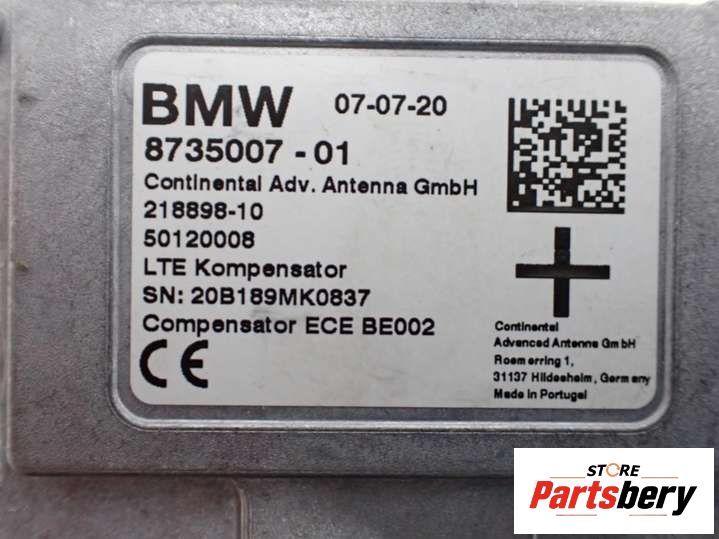 BMW 07-07-20
8735007-01
Continental Adv. Antenna GmbH
218898-10
50120008
LTE Kompensator
SN: 20B189MK0837
Compensator ECE BE002
CE
Continental
Advanced Antenna GmbH
Roemerring 1,
31137 Hildesheim, Germany
Made in Portugal
STORE
Partsbery